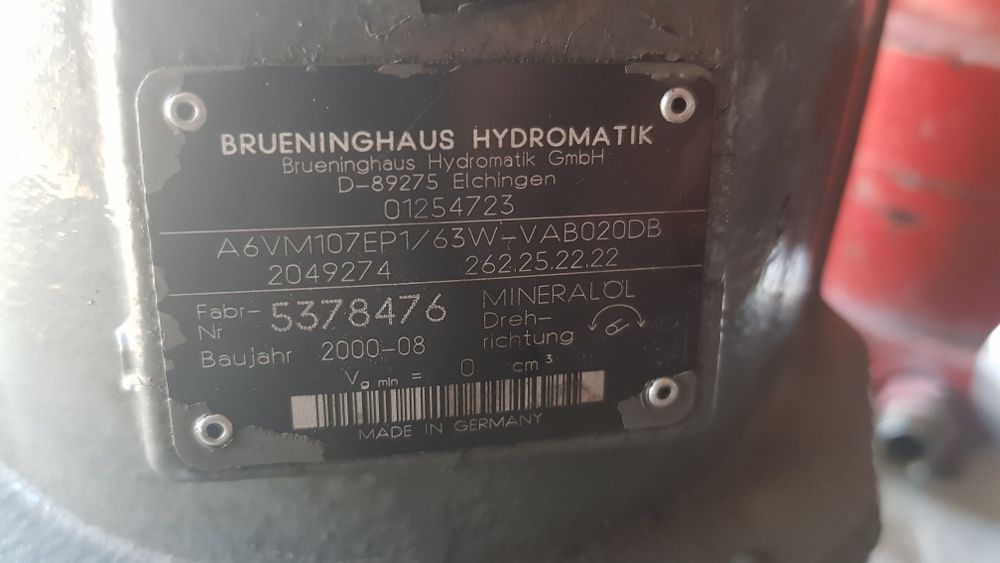 BRUENINGHAUS HYDROMATIK
Brueninghaus Hydromatik GmbH
D-89275 Elchingen
01254723
A6VM107EP1/63W-VAB020DB
2049274 262.25.22.22
Fabr-Nr 5378476 MINERALÖL
Baujahr 2000-08 Dreh-richtung
Vg min = 0 cm³
MADE IN GERMANY